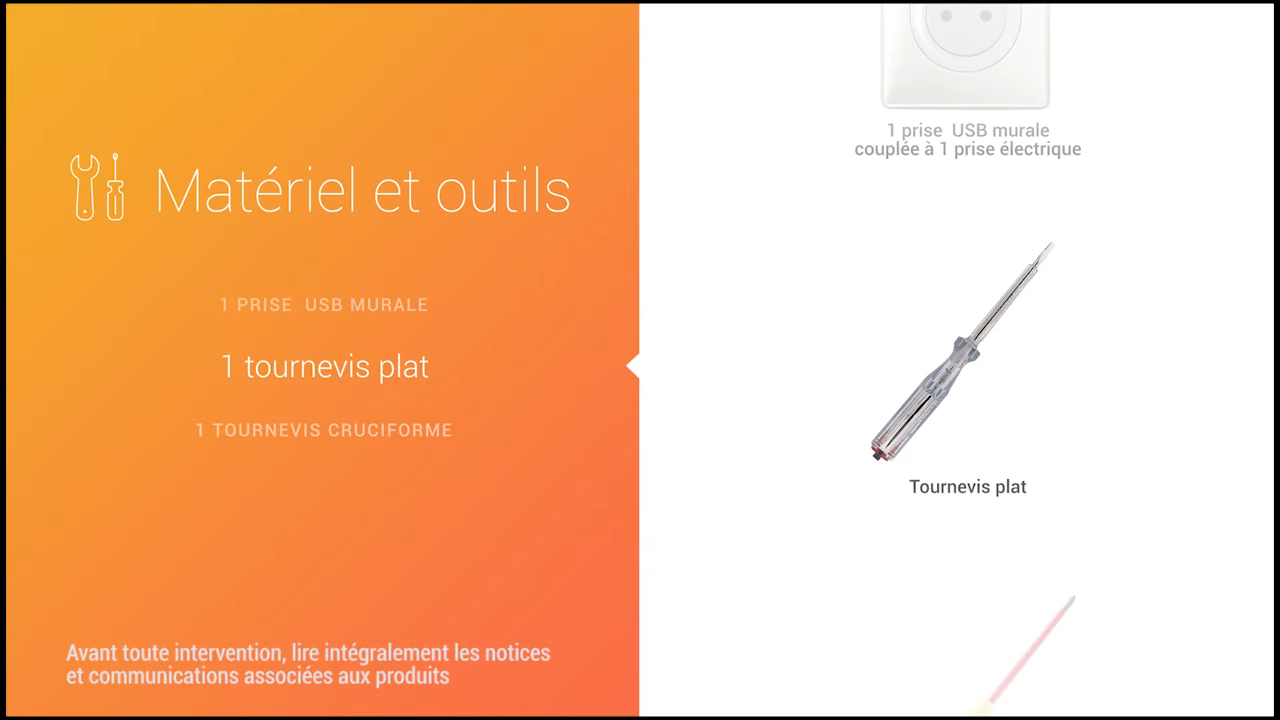 Matériel et outils
1 PRISE USB MURALE
1 tournevis plat
1 TOURNEVIS CRUCIFORME
Avant toute intervention, lire intégralement les notices
et communications associées aux produits
1 prise USB murale
couplée à 1 prise électrique
Tournevis plat